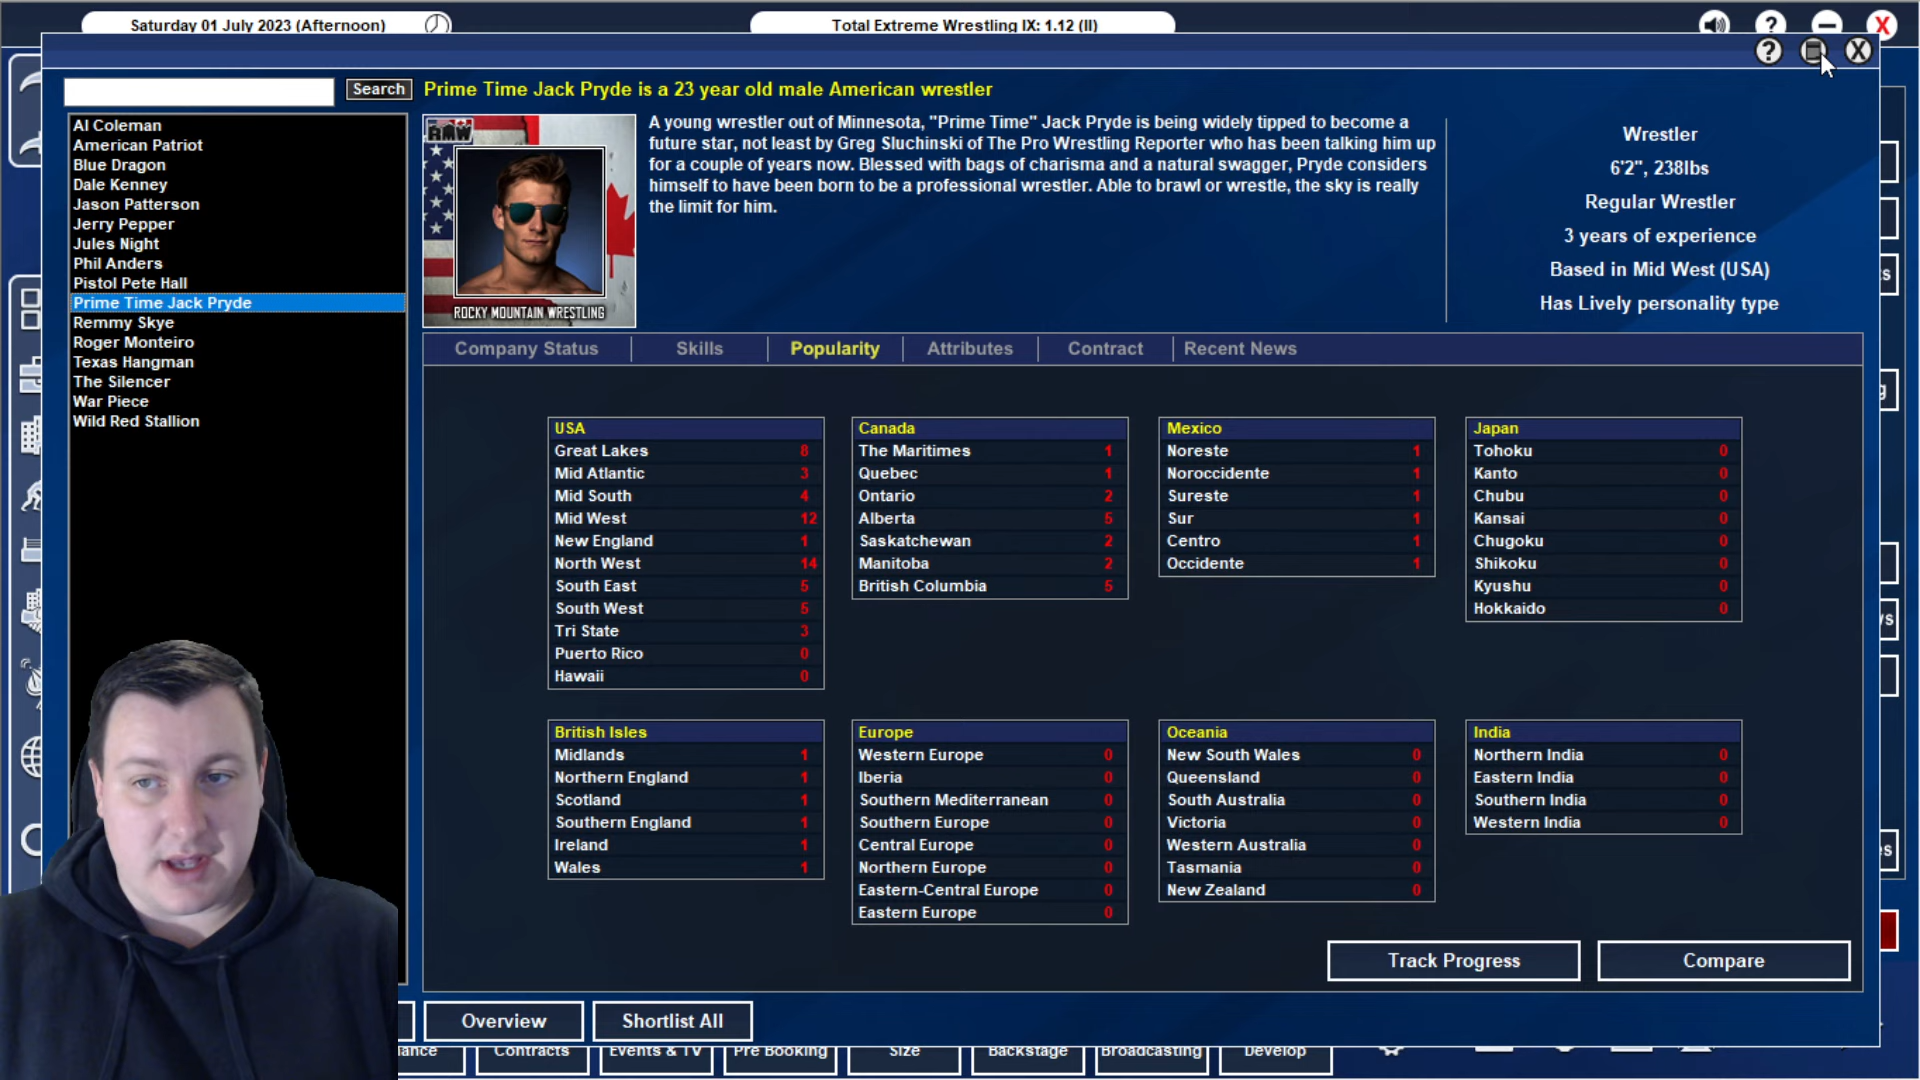 Saturday 01 July 2023 (Afternoon)
Total Extreme Wrestling IX: 1.12 (II)
Search
Prime Time Jack Pryde is a 23 year old male American wrestler
Al Coleman
American Patriot
Blue Dragon
Dale Kenney
Jason Patterson
Jerry Pepper
Jules Night
Phil Anders
Pistol Pete Hall
Prime Time Jack Pryde
Remmy Skye
Roger Monteiro
Texas Hangman
The Silencer
War Piece
Wild Red Stallion
RMW
ROCKY MOUNTAIN WRESTLING
A young wrestler out of Minnesota, "Prime Time" Jack Pryde is being widely tipped to become a
future star, not least by Greg Sluchinski of The Pro Wrestling Reporter who has been talking him up
for a couple of years now. Blessed with bags of charisma and a natural swagger, Pryde considers
himself to have been born to be a professional wrestler. Able to brawl or wrestle, the sky is really
the limit for him.
Wrestler
6'2", 238lbs
Regular Wrestler
3 years of experience
Based in Mid West (USA)
Has Lively personality type
Company Status Skills Popularity Attributes Contract Recent News
USA
Great Lakes 8
Mid Atlantic 3
Mid South 4
Mid West 12
New England 1
North West 14
South East 5
South West 5
Tri State 3
Puerto Rico 0
Hawaii 0
Canada
The Maritimes 1
Quebec 1
Ontario 2
Alberta 5
Saskatchewan 2
Manitoba 2
British Columbia 5
Mexico
Noreste 1
Noroccidente 1
Sureste 1
Sur 1
Centro 1
Occidente 1
Japan
Tohoku 0
Kanto 0
Chubu 0
Kansai 0
Chugoku 0
Shikoku 0
Kyushu 0
Hokkaido 0
British Isles
Midlands 1
Northern England 1
Scotland 1
Southern England 1
Ireland 1
Wales 1
Europe
Western Europe 0
Iberia 0
Southern Mediterranean 0
Southern Europe 0
Central Europe 0
Northern Europe 0
Eastern-Central Europe 0
Eastern Europe 0
Oceania
New South Wales 0
Queensland 0
South Australia 0
Victoria 0
Western Australia 0
Tasmania 0
New Zealand 0
India
Northern India 0
Eastern India 0
Southern India 0
Western India 0
Track Progress Compare
Overview Shortlist All
Contracts Events & TV Pre Booking Size Backstage Broadcasting Develop